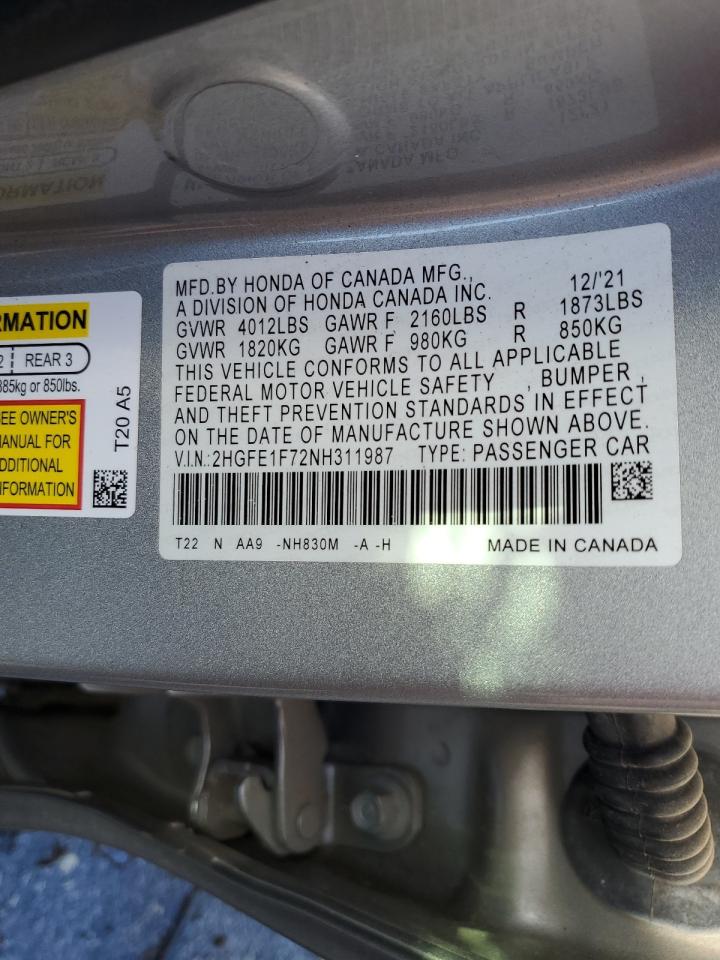 MFD.BY HONDA OF CANADA MFG., 12/'21
A DIVISION OF HONDA CANADA INC.
GVWR 4012LBS GAWR F 2160LBS R 1873LBS
GVWR 1820KG GAWR F 980KG R 850KG
THIS VEHICLE CONFORMS TO ALL APPLICABLE
FEDERAL MOTOR VEHICLE SAFETY , BUMPER ,
AND THEFT PREVENTION STANDARDS IN EFFECT
ON THE DATE OF MANUFACTURE SHOWN ABOVE.
V.I.N.:2HGFE1F72NH311987 TYPE: PASSENGER CAR
T22 N AA9 -NH830M -A -H MADE IN CANADA
RMATION
2 REAR 3
385kg or 850lbs.
SEE OWNER'S
MANUAL FOR
ADDITIONAL
INFORMATION
T20 A5